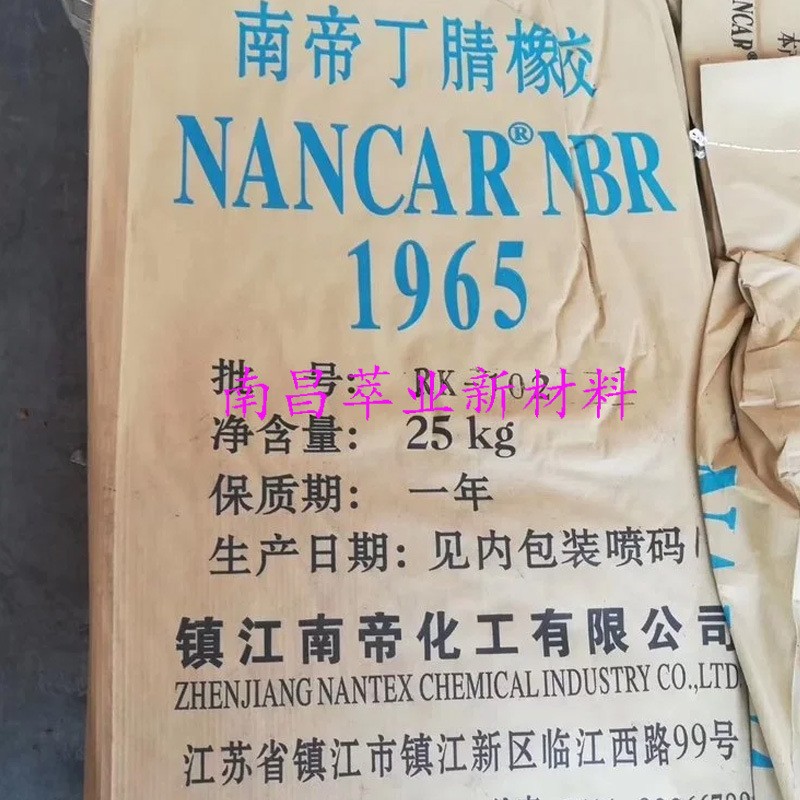 南帝丁腈橡胶
NANCAR® NBR
1965
批 号:
南昌萃业新材料
净含量: 25 kg
保质期: 一年
生产日期: 见内包装喷码
镇江南帝化工有限公司
ZHENJIANG NANTEX CHEMICAL INDUSTRY CO.,LTD
江苏省镇江市镇江新区临江西路99号
NANCAR®